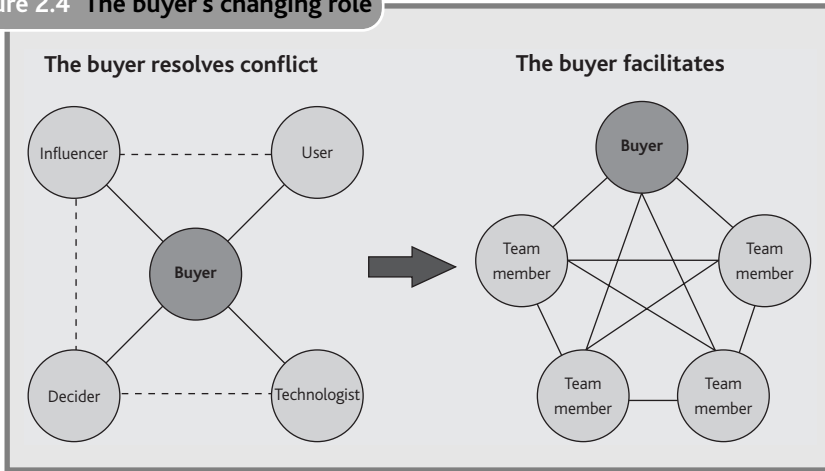 ure 2.4 The buyer's changing role
The buyer resolves conflict
The buyer facilitates
Influencer
User
Buyer
Decider
Technologist
Buyer
Team
member
Team
member
Team
member
Team
member